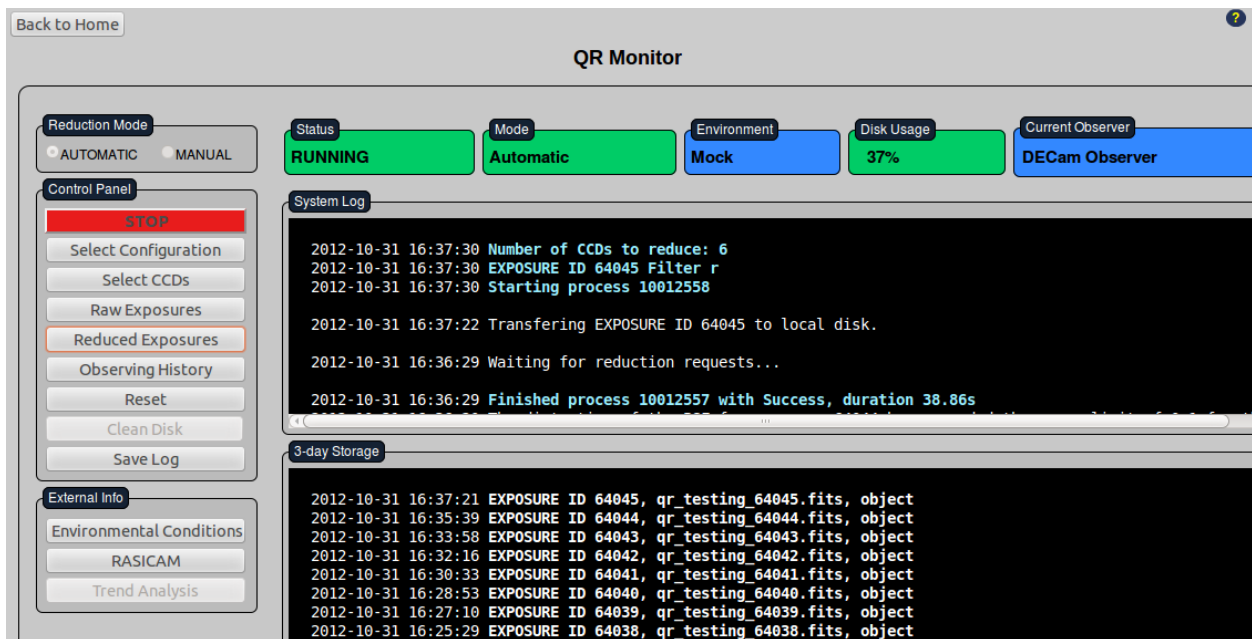 Back to Home
?
QR Monitor
Reduction Mode
AUTOMATIC MANUAL
Control Panel
STOP
Select Configuration
Select CCDs
Raw Exposures
Reduced Exposures
Observing History
Reset
Clean Disk
Save Log
External Info
Environmental Conditions
RASICAM
Trend Analysis
Status
RUNNING
Mode
Automatic
Environment
Mock
Disk Usage
37%
Current Observer
DECam Observer
System Log
2012-10-31 16:37:30 Number of CCDs to reduce: 6
2012-10-31 16:37:30 EXPOSURE ID 64045 Filter r
2012-10-31 16:37:30 Starting process 10012558
2012-10-31 16:37:22 Transfering EXPOSURE ID 64045 to local disk.
2012-10-31 16:36:29 Waiting for reduction requests...
2012-10-31 16:36:29 Finished process 10012557 with Success, duration 38.86s
3-day Storage
2012-10-31 16:37:21 EXPOSURE ID 64045, qr_testing_64045.fits, object
2012-10-31 16:35:39 EXPOSURE ID 64044, qr_testing_64044.fits, object
2012-10-31 16:33:58 EXPOSURE ID 64043, qr_testing_64043.fits, object
2012-10-31 16:32:16 EXPOSURE ID 64042, qr_testing_64042.fits, object
2012-10-31 16:30:33 EXPOSURE ID 64041, qr_testing_64041.fits, object
2012-10-31 16:28:53 EXPOSURE ID 64040, qr_testing_64040.fits, object
2012-10-31 16:27:10 EXPOSURE ID 64039, qr_testing_64039.fits, object
2012-10-31 16:25:29 EXPOSURE ID 64038, qr_testing_64038.fits, object